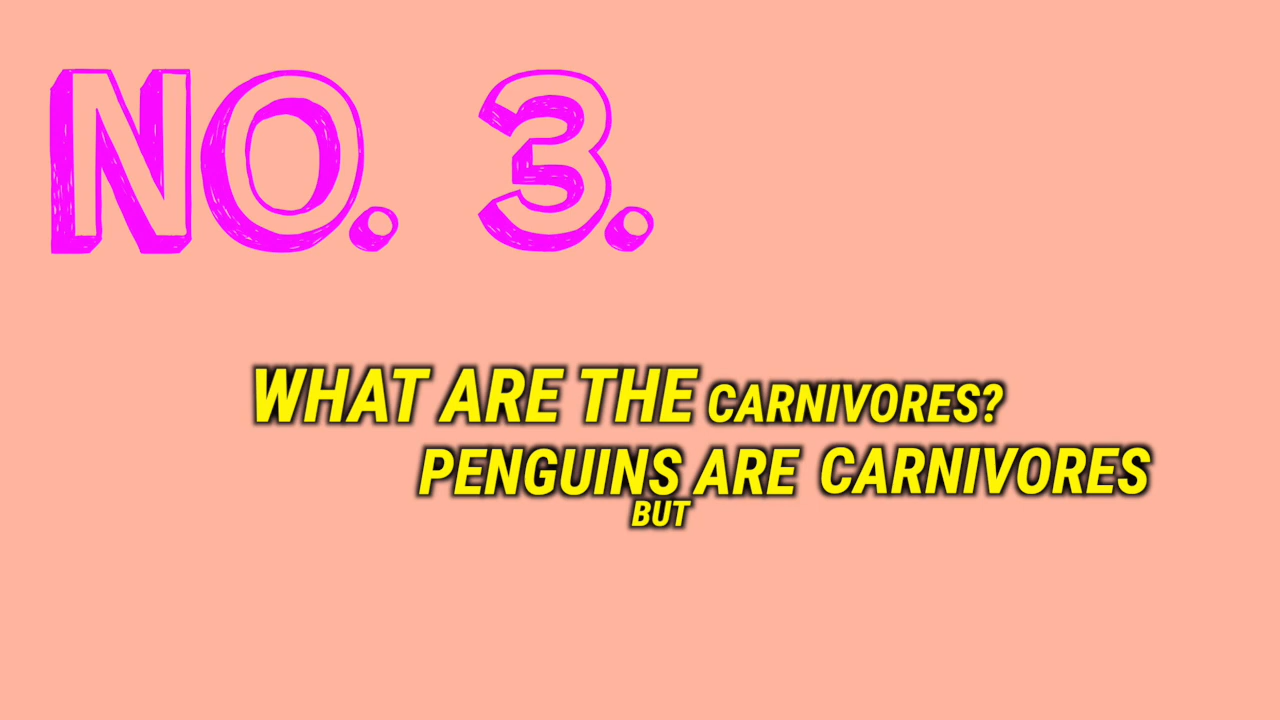 NO. 3.
WHAT ARE THE CARNIVORES?
PENGUINS ARE CARNIVORES
BUT